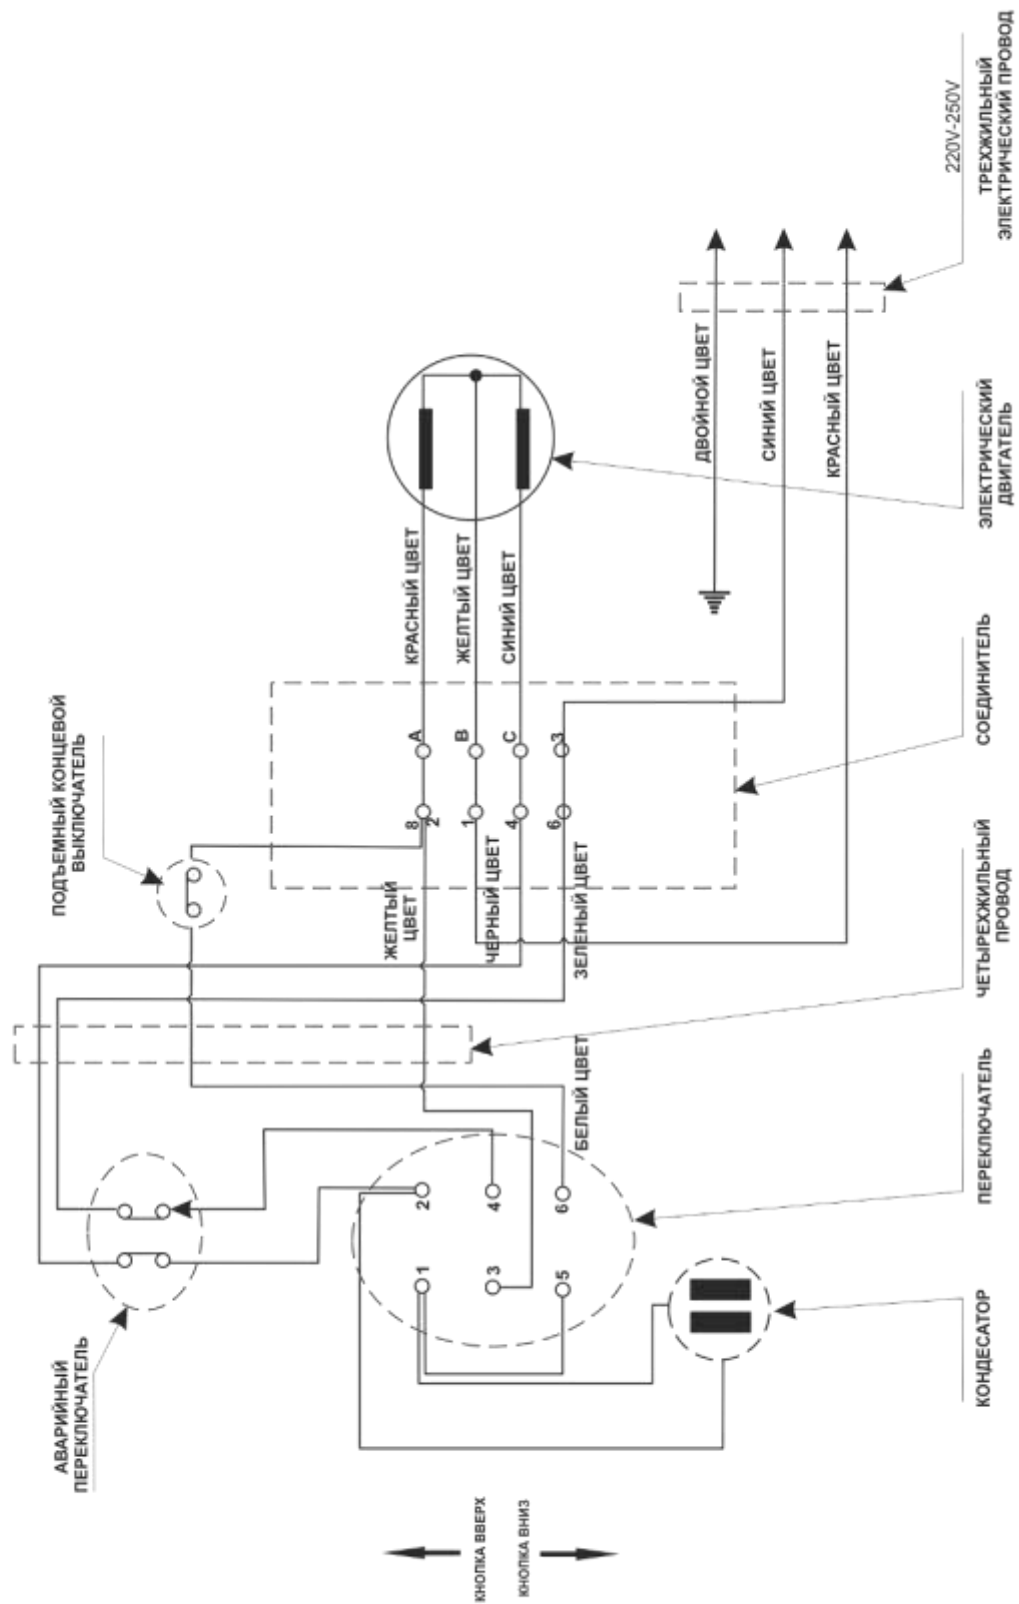 АВАРИЙНЫЙ
ПЕРЕКЛЮЧАТЕЛЬ
ПОДЪЕМНЫЙ КОНЦЕВОЙ
ВЫКЛЮЧАТЕЛЬ
КНОПКА ВВЕРХ
КНОПКА ВНИЗ
1
2
3
4
5
6
БЕЛЫЙ ЦВЕТ
ЖЕЛТЫЙ
ЦВЕТ
ЧЕРНЫЙ ЦВЕТ
ЗЕЛЕНЫЙ ЦВЕТ
8
2
A
1
B
4
C
6
3
КРАСНЫЙ ЦВЕТ
ЖЕЛТЫЙ ЦВЕТ
СИНИЙ ЦВЕТ
ДВОЙНОЙ ЦВЕТ
СИНИЙ ЦВЕТ
КРАСНЫЙ ЦВЕТ
КОНДЕСАТОР
ПЕРЕКЛЮЧАТЕЛЬ
ЧЕТЫРЕХЖИЛЬНЫЙ
ПРОВОД
СОЕДИНИТЕЛЬ
ЭЛЕКТРИЧЕСКИЙ
ДВИГАТЕЛЬ
220V-250V
ТРЕХЖИЛЬНЫЙ
ЭЛЕКТРИЧЕСКИЙ ПРОВОД